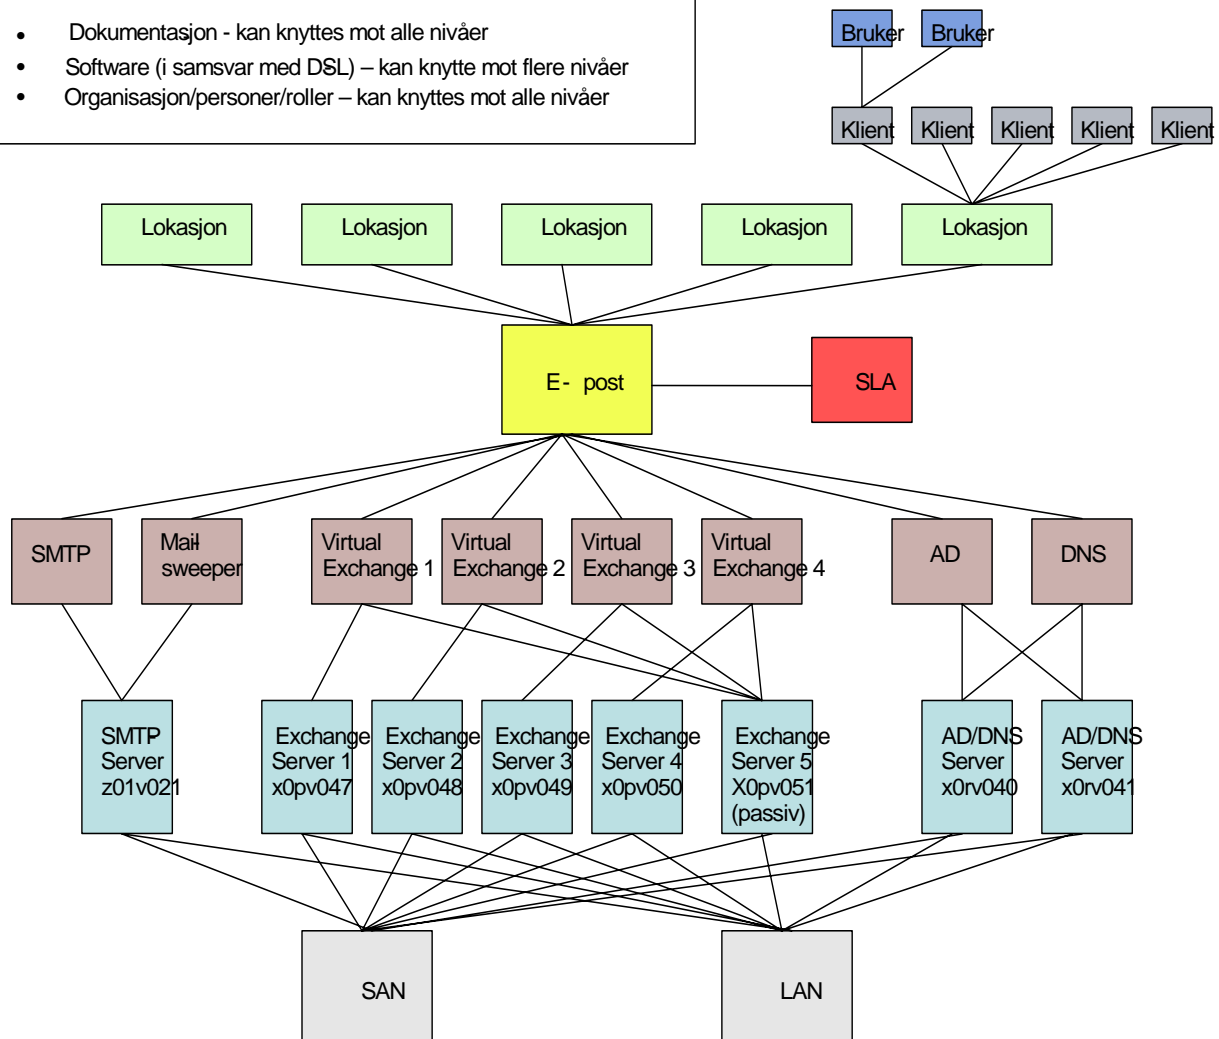 • Dokumentasjon - kan knyttes mot alle nivåer
• Software (i samsvar med DSL) – kan knytte mot flere nivåer
• Organisasjon/personer/roller – kan knyttes mot alle nivåer
Bruker Bruker
Klient Klient Klient Klient Klient
Lokasjon Lokasjon Lokasjon Lokasjon Lokasjon
E- post
SLA
SMTP
Mail-
sweeper
Virtual
Exchange 1
Virtual
Exchange 2
Virtual
Exchange 3
Virtual
Exchange 4
AD
DNS
SMTP
Server
z01v021
Exchange
Server 1
x0pv047
Exchange
Server 2
x0pv048
Exchange
Server 3
x0pv049
Exchange
Server 4
x0pv050
Exchange
Server 5
X0pv051
(passiv)
AD/DNS
Server
x0rv040
AD/DNS
Server
x0rv041
SAN
LAN